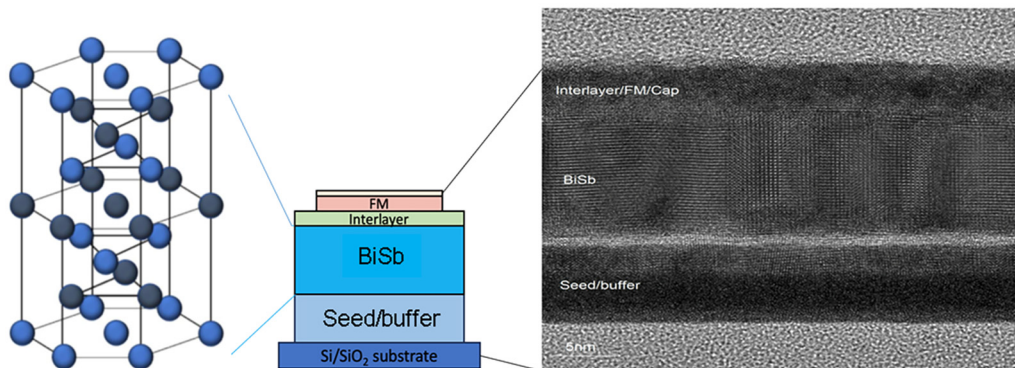 FM
Interlayer
BiSb
Seed/buffer
Si/SiO₂ substrate
Interlayer/FM/Cap
BiSb
Seed/buffer
5nm